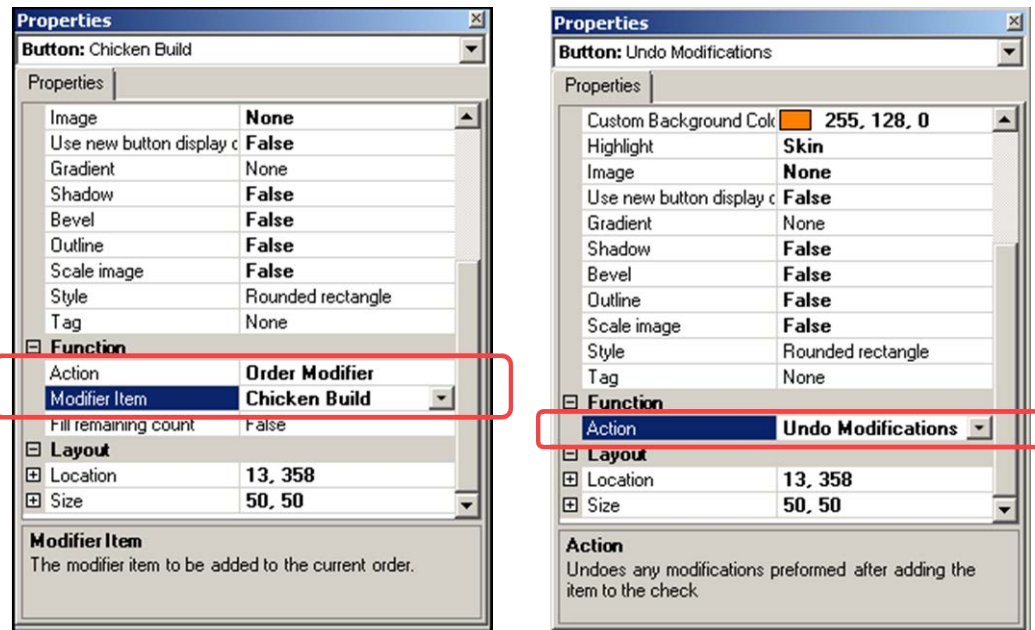 Properties
Button: Chicken Build
Properties
Image None
Use new button display c False
Gradient None
Shadow False
Bevel False
Outline False
Scale image False
Style Rounded rectangle
Tag None
Function
Action Order Modifier
Modifier Item Chicken Build
Fill remaining count False
Layout
Location 13, 358
Size 50, 50
Modifier Item
The modifier item to be added to the current order.
Properties
Button: Undo Modifications
Properties
Custom Background Colo 255, 128, 0
Highlight Skin
Image None
Use new button display c False
Gradient None
Shadow False
Bevel False
Outline False
Scale image False
Style Rounded rectangle
Tag None
Function
Action Undo Modifications
Layout
Location 13, 358
Size 50, 50
Action
Undoes any modifications preformed after adding the
item to the check